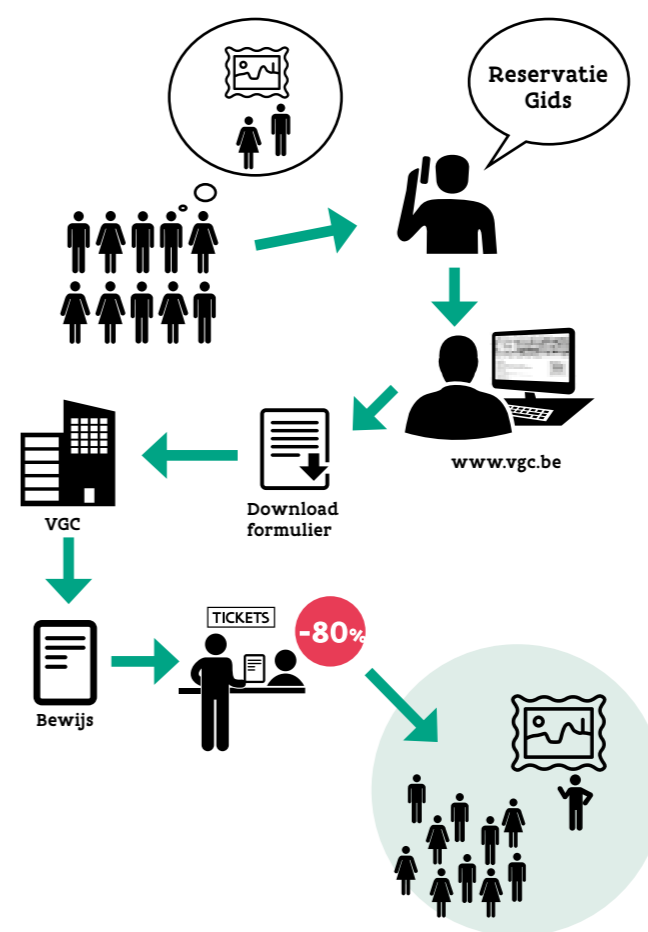 Reservatie
Gids
www.vgc.be
Download
formulier
VGC
Bewijs
TICKETS
-80%